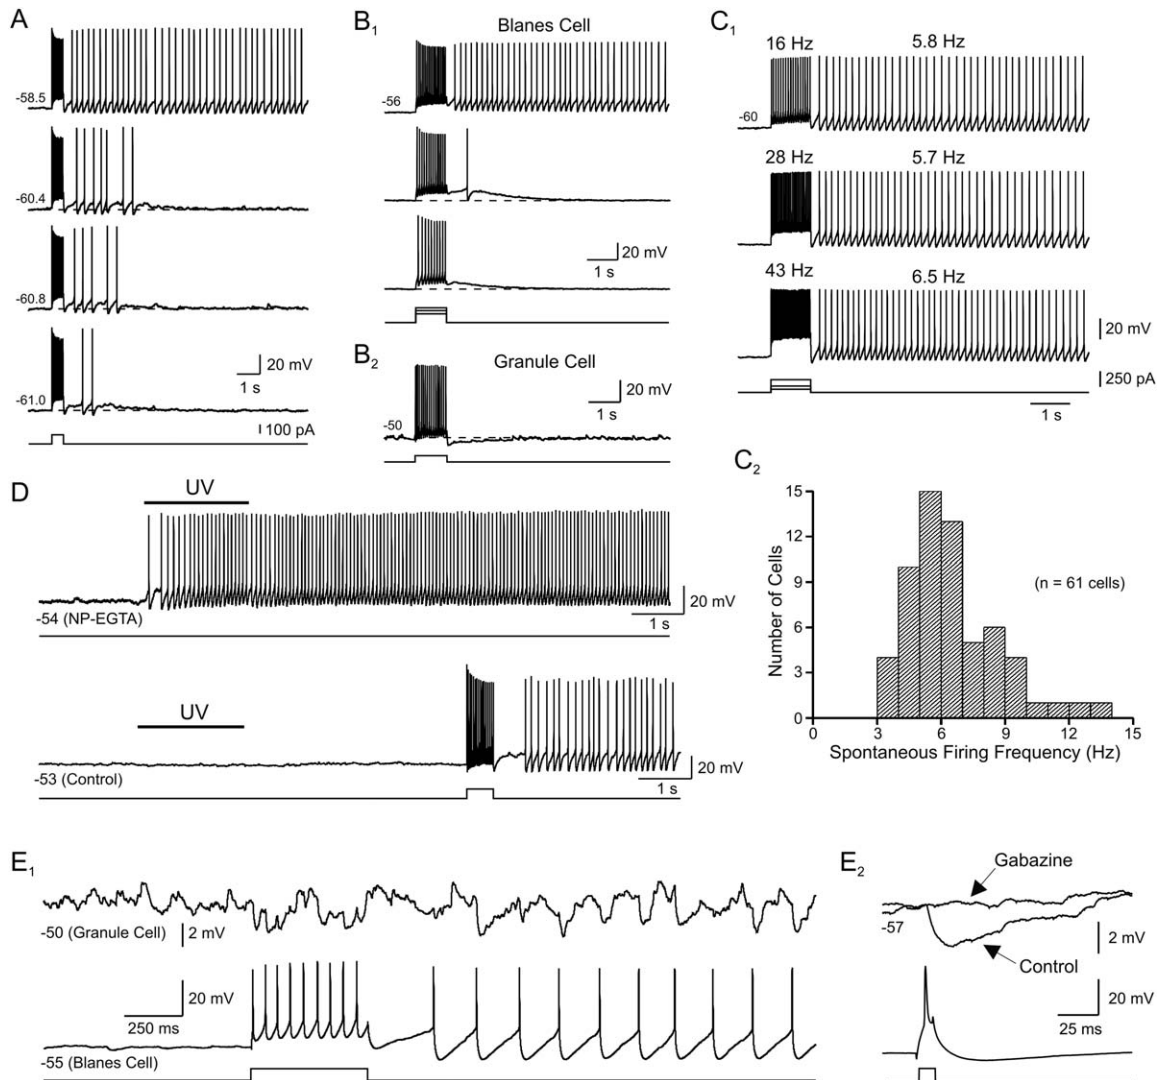 A
-58.5
-60.4
-60.8
-61.0
20 mV
1 s
100 pA
B1
Blanes Cell
-56
20 mV
1 s
B2
Granule Cell
-50
20 mV
1 s
C1
16 Hz 5.8 Hz
-60
28 Hz 5.7 Hz
43 Hz 6.5 Hz
20 mV
250 pA
1 s
C2
15
12
9
6
3
0
Number of Cells
(n = 61 cells)
0 3 6 9 12 15
Spontaneous Firing Frequency (Hz)
D
UV
-54 (NP-EGTA)
20 mV
1 s
UV
-53 (Control)
20 mV
1 s
E1
-50 (Granule Cell)
2 mV
20 mV
250 ms
-55 (Blanes Cell)
E2
Gabazine
-57
2 mV
Control
20 mV
25 ms